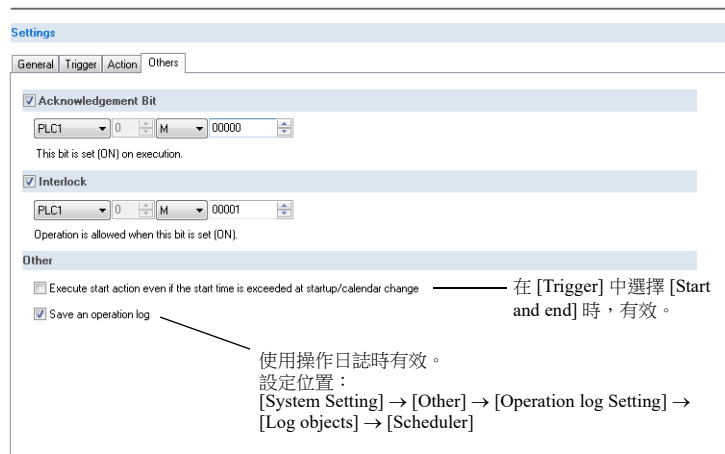 Settings
General Trigger Action Others
Acknowledgement Bit
PLC1 0 M 00000
This bit is set (ON) on execution.
Interlock
PLC1 0 M 00001
Operation is allowed when this bit is set (ON).
Other
Execute start action even if the start time is exceeded at startup/calendar change
在 [Trigger] 中選擇 [Start
and end] 時，有效。
Save an operation log
使用操作日誌時有效。
設定位置：
[System Setting] → [Other] → [Operation log Setting] →
[Log objects] → [Scheduler]